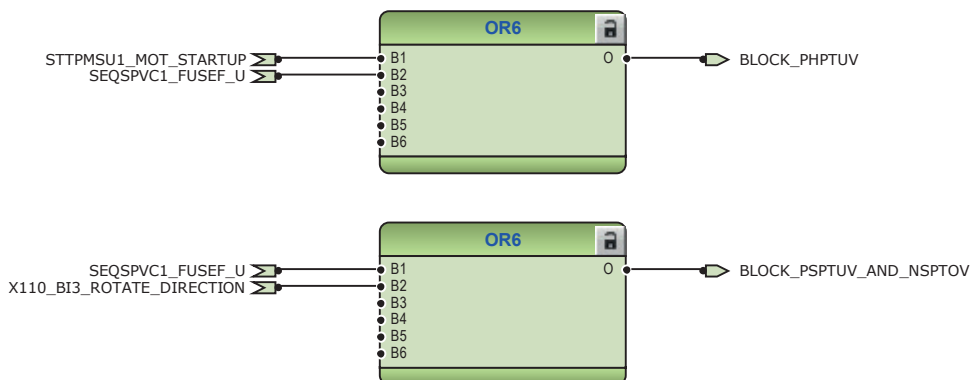 OR6
STTPMSU1_MOT_STARTUP B1 O BLOCK_PHPTUV
SEQSPVC1_FUSEF_U B2
B3
B4
B5
B6
OR6
SEQSPVC1_FUSEF_U B1 O BLOCK_PSPTUV_AND_NSPTOV
X110_BI3_ROTATE_DIRECTION B2
B3
B4
B5
B6